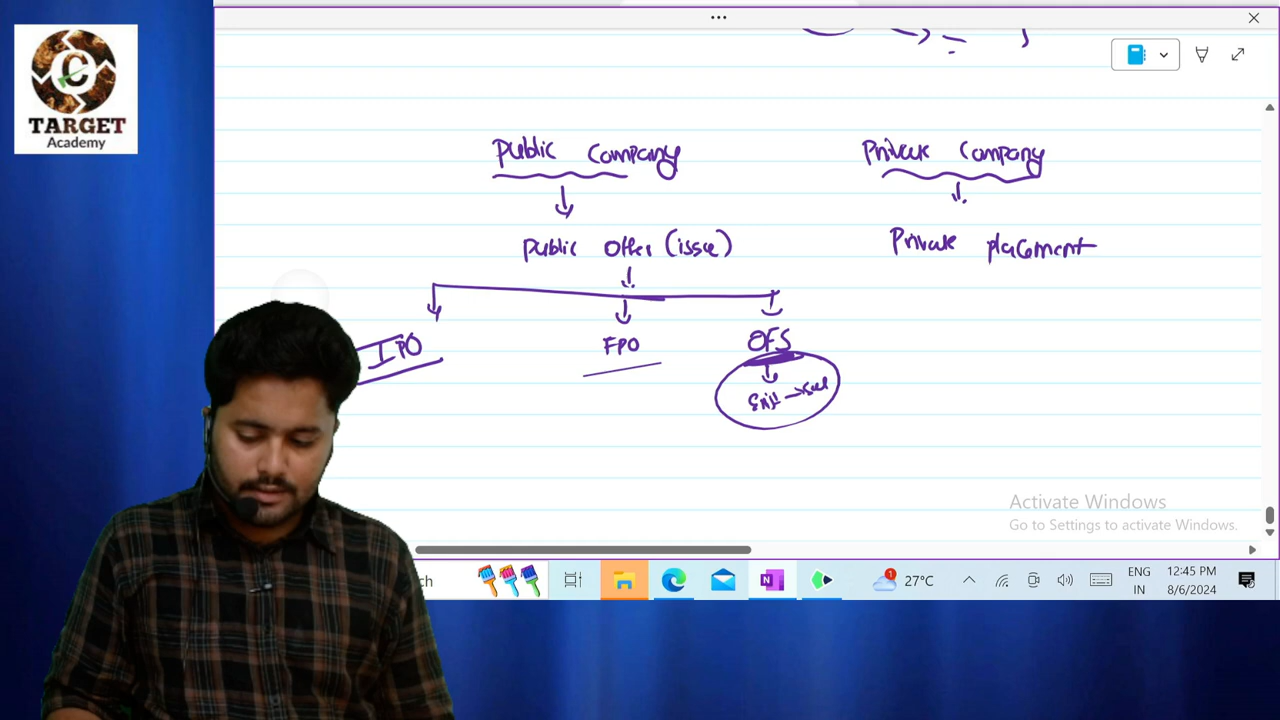 TARGET
Academy
Public Company
Private Company
Public Offer (issue)
Private placement
IPO
FPO
OFS
Activate Windows
Go to Settings to activate Windows.
ch
27°C
ENG
IN
12:45 PM
8/6/2024